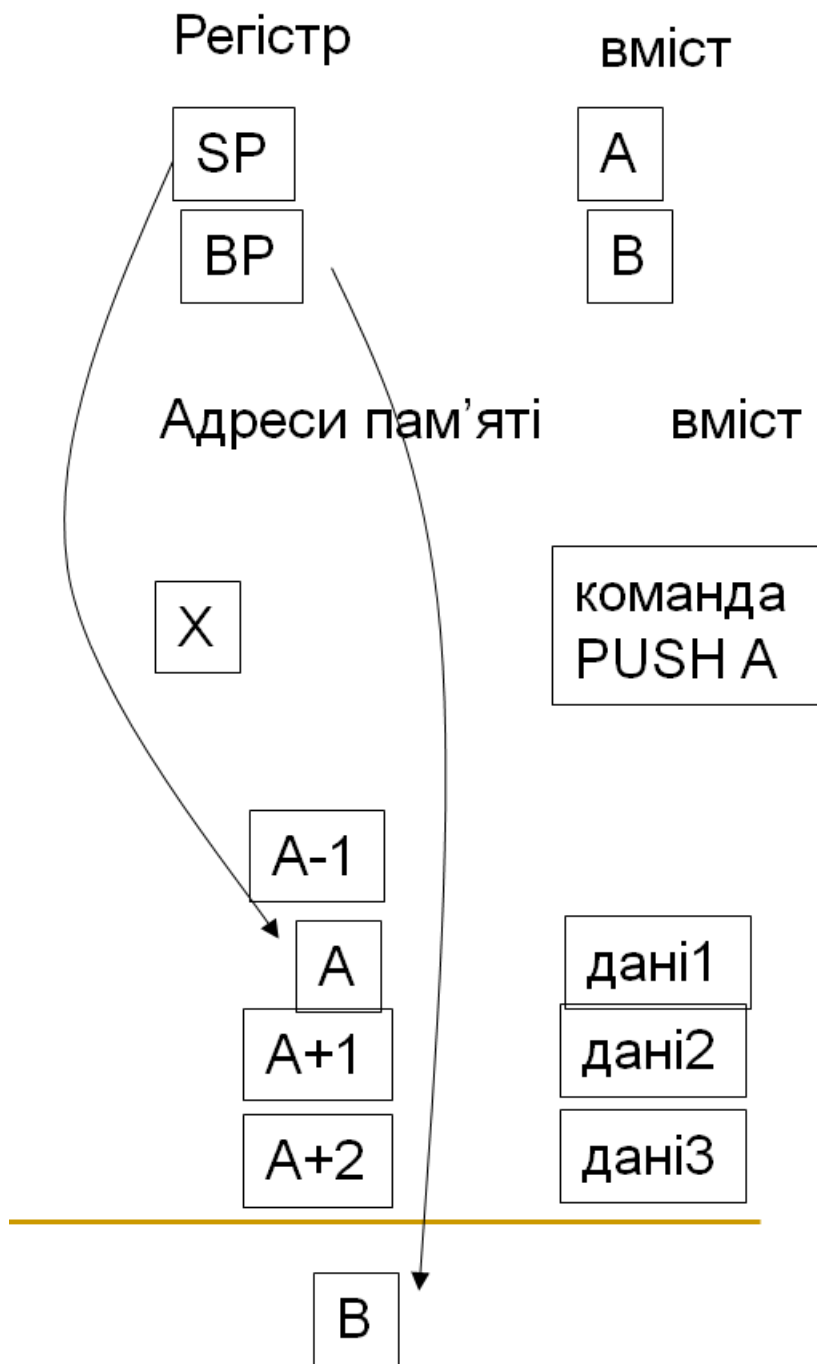 Регістр вміст
SP A
BP B
Адреси пам’яті вміст
X
команда
PUSH A
A-1
A дані1
A+1 дані2
A+2 дані3
B